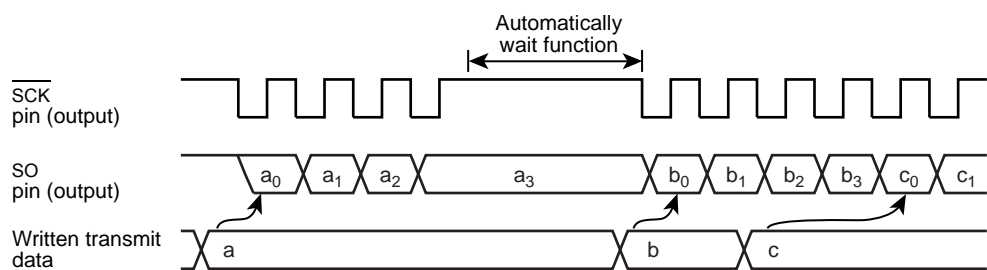 Automatically
wait function
SCK
pin (output)
SO
pin (output)
a0 a1 a2 a3 b0 b1 b2 b3 c0 c1
Written transmit
data
a b c